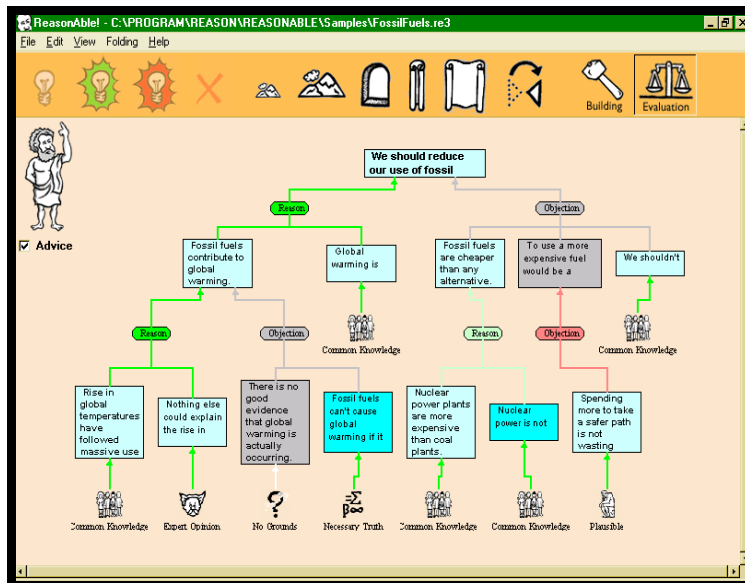 ReasonAble! - C:\PROGRAM\REASON\REASONABLE\Samples\FossilFuels.re3
File Edit View Folding Help
Building
Evaluation
Advice
We should reduce
our use of fossil
Reason
Objection
Fossil fuels
contribute to
global
warming.
Global
warming is
Fossil fuels
are cheaper
than any
alternative.
To use a more
expensive fuel
would be a
We shouldn't
Common Knowledge
Common Knowledge
Reason
Objection
Reason
Objection
Rise in
global
temperatures
have
followed
massive use
Nothing else
could explain
the rise in
There is no
good
evidence
that global
warming is
actually
occurring.
Fossil fuels
can't cause
global
warming if it
Nuclear
power plants
are more
expensive
than coal
plants.
Nuclear
power is not
Spending
more to take
a safer path
is not
wasting
?
=Σ
β∞
Common Knowledge
Expert Opinion
No Grounds
Necessary Truth
Common Knowledge
Common Knowledge
Plausible